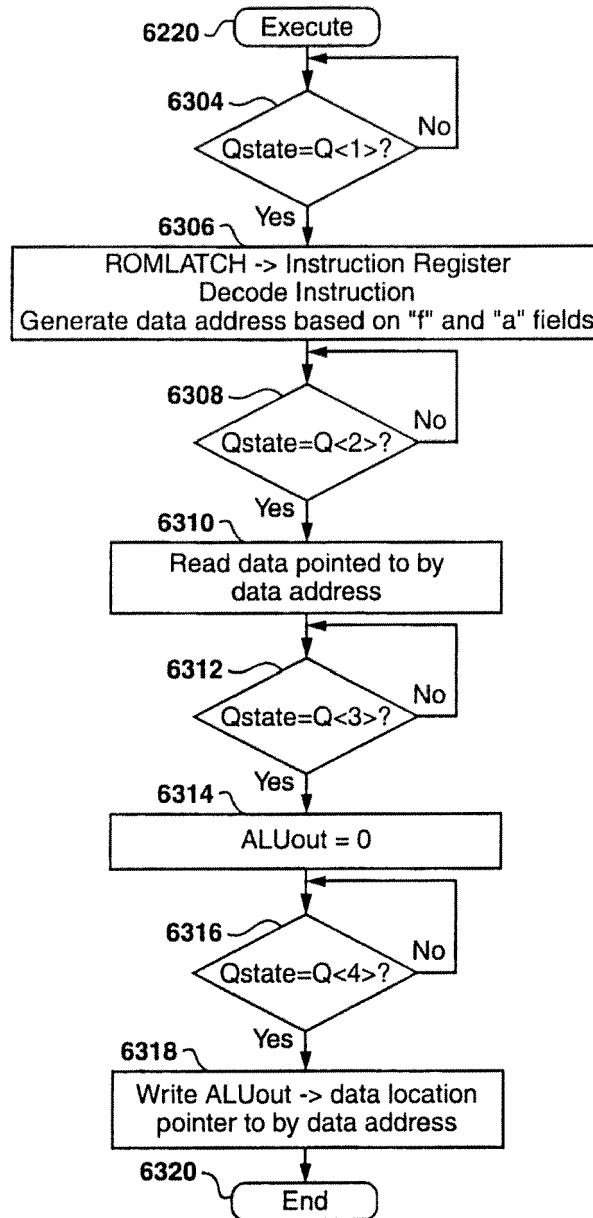 6220 Execute
6304
Qstate=Q<1>?
No
Yes
6306
ROMLATCH -> Instruction Register
Decode Instruction
Generate data address based on "f" and "a" fields
6308
Qstate=Q<2>?
No
Yes
6310
Read data pointed to by
data address
6312
Qstate=Q<3>?
No
Yes
6314
ALUout = 0
6316
Qstate=Q<4>?
No
Yes
6318
Write ALUout -> data location
pointer to by data address
6320
End